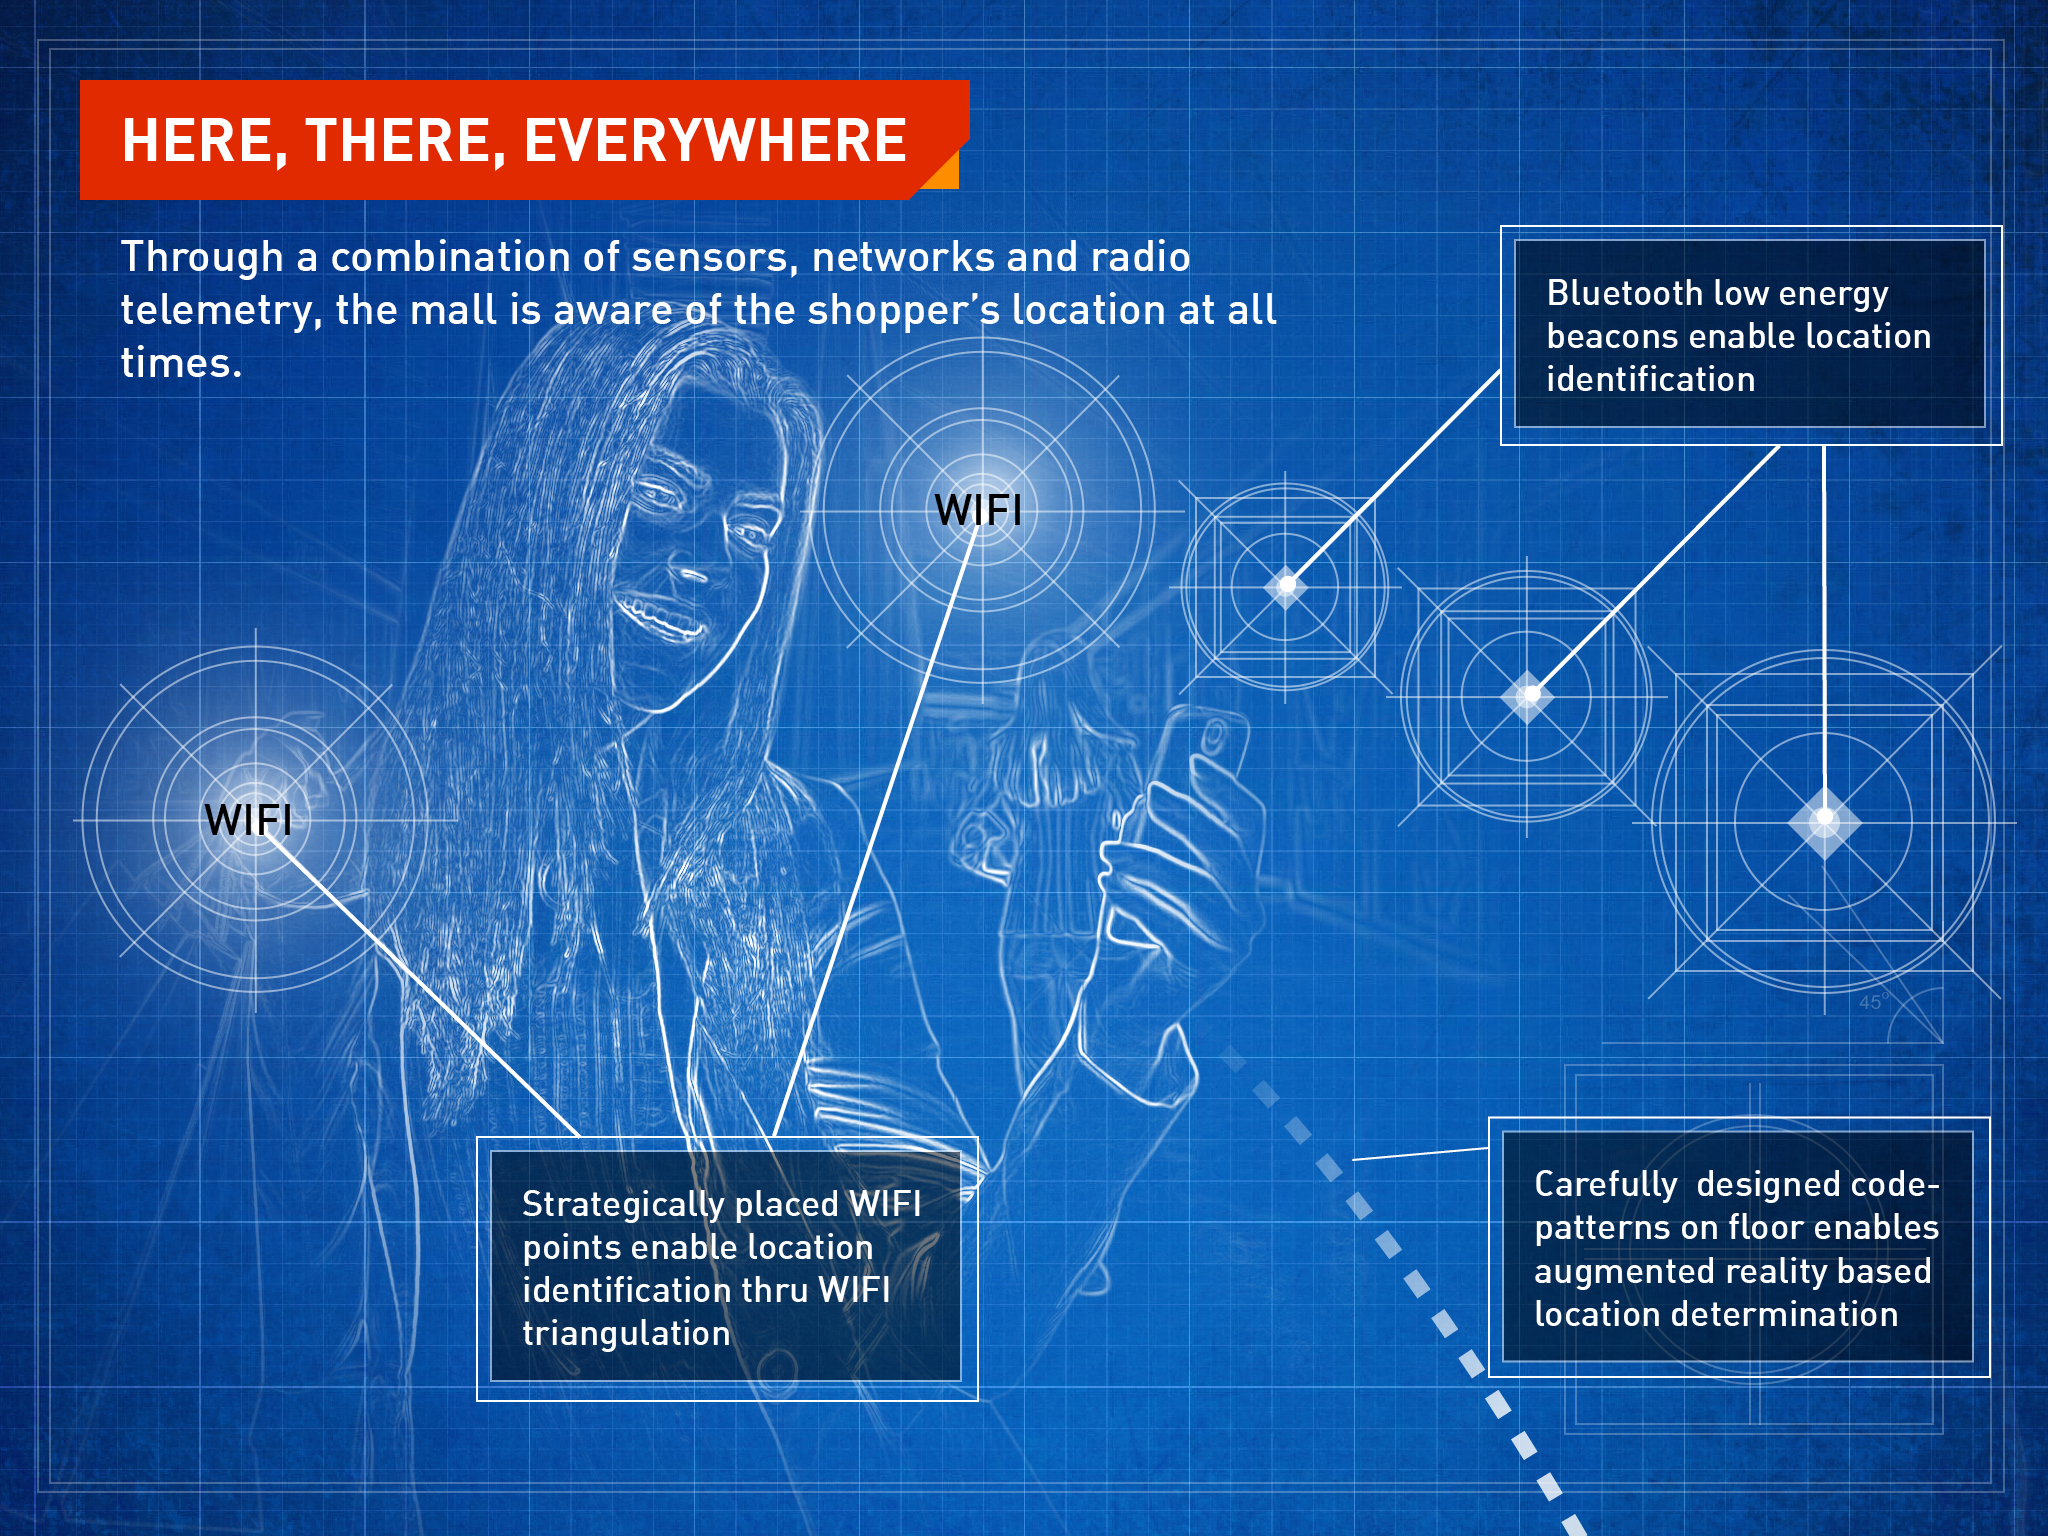 HERE, THERE, EVERYWHERE
Through a combination of sensors, networks and radio
telemetry, the mall is aware of the shopper's location at all
times.
Bluetooth low energy
beacons enable location
identification
WIFI
WIFI
45°
Strategically placed WIFI
points enable location
identification thru WIFI
triangulation
Carefully  designed code-
patterns on floor enables
augmented reality based
location determination